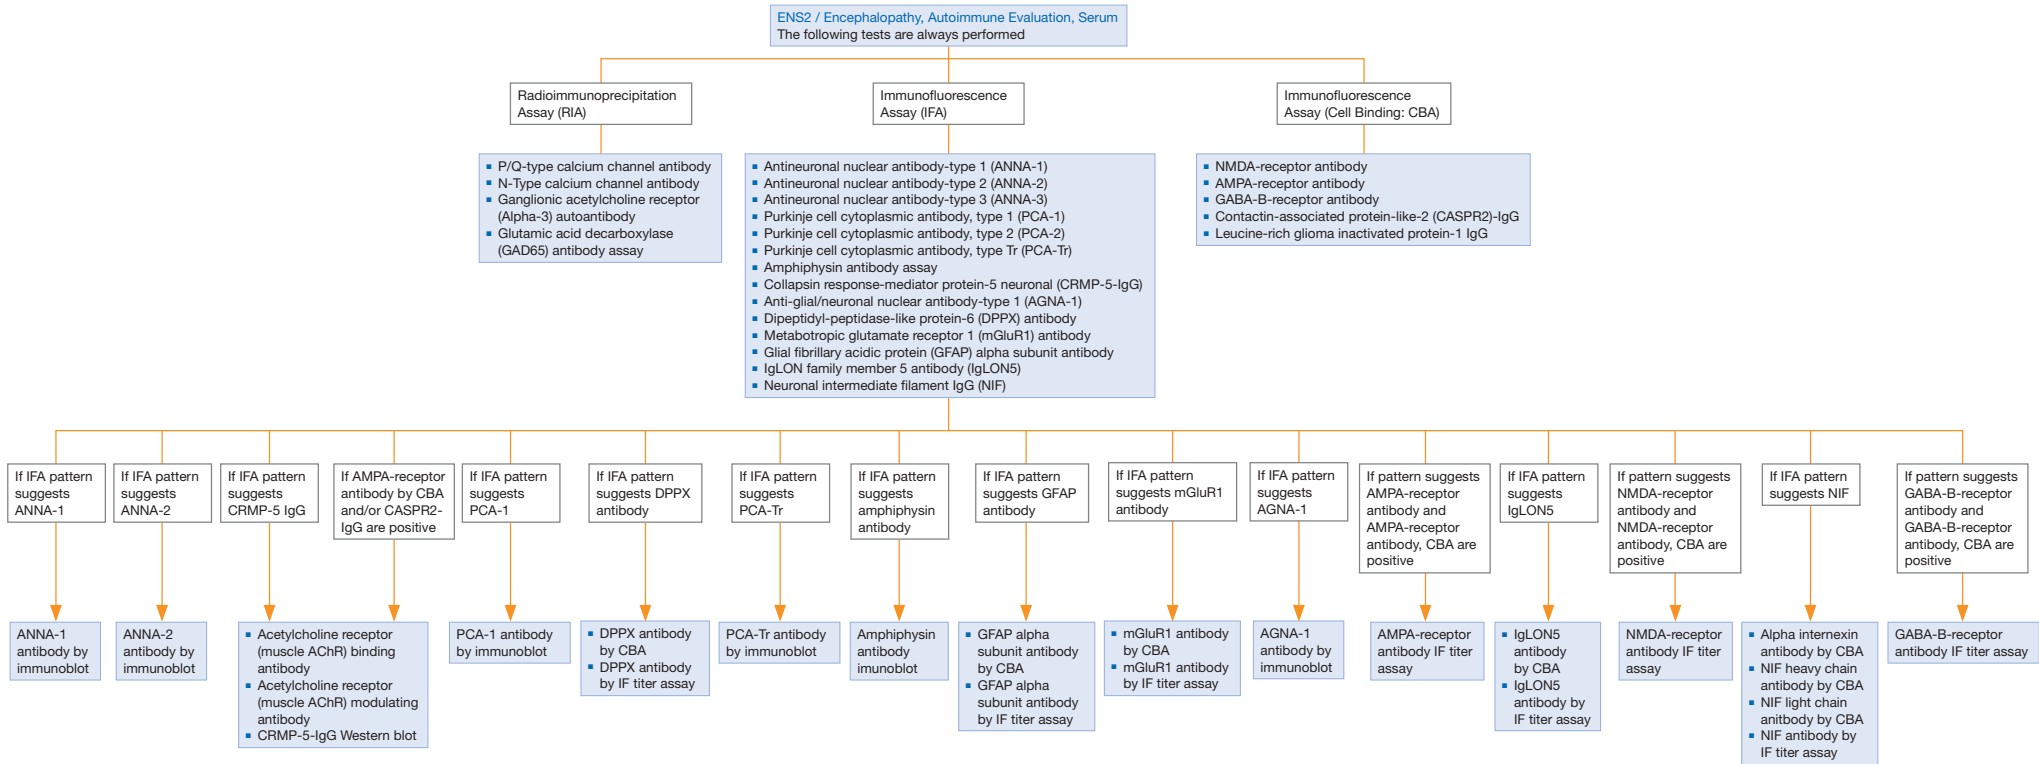 ENS2 / Encephalopathy, Autoimmune Evaluation, Serum
The following tests are always performed
Radioimmunoprecipitation
Assay (RIA)
Immunofluorescence
Assay (IFA)
Immunofluorescence
Assay (Cell Binding: CBA)
▪ P/Q-type calcium channel antibody
▪ N-Type calcium channel antibody
▪ Ganglionic acetylcholine receptor
(Alpha-3) autoantibody
▪ Glutamic acid decarboxylase
(GAD65) antibody assay
▪ Antineuronal nuclear antibody-type 1 (ANNA-1)
▪ Antineuronal nuclear antibody-type 2 (ANNA-2)
▪ Antineuronal nuclear antibody-type 3 (ANNA-3)
▪ Purkinje cell cytoplasmic antibody, type 1 (PCA-1)
▪ Purkinje cell cytoplasmic antibody, type 2 (PCA-2)
▪ Purkinje cell cytoplasmic antibody, type Tr (PCA-Tr)
▪ Amphiphysin antibody assay
▪ Collapsin response-mediator protein-5 neuronal (CRMP-5-IgG)
▪ Anti-glial/neuronal nuclear antibody-type 1 (AGNA-1)
▪ Dipeptidyl-peptidase-like protein-6 (DPPX) antibody
▪ Metabotropic glutamate receptor 1 (mGluR1) antibody
▪ Glial fibrillary acidic protein (GFAP) alpha subunit antibody
▪ IgLON family member 5 antibody (IgLON5)
▪ Neuronal intermediate filament IgG (NIF)
▪ NMDA-receptor antibody
▪ AMPA-receptor antibody
▪ GABA-B-receptor antibody
▪ Contactin-associated protein-like-2 (CASPR2)-IgG
▪ Leucine-rich glioma inactivated protein-1 IgG
If IFA pattern
suggests
ANNA-1
If IFA pattern
suggests
ANNA-2
If IFA pattern
suggests
CRMP-5 IgG
If AMPA-receptor
antibody by CBA
and/or CASPR2-
IgG are positive
If IFA pattern
suggests
PCA-1
If IFA pattern
suggests DPPX
antibody
If IFA pattern
suggests
PCA-Tr
If IFA pattern
suggests
amphiphysin
antibody
If IFA pattern
suggests GFAP
antibody
If IFA pattern
suggests mGluR1
antibody
If IFA pattern
suggests
AGNA-1
If pattern suggests
AMPA-receptor
antibody and
AMPA-receptor
antibody, CBA are
positive
If IFA pattern
suggests
IgLON5
If pattern suggests
NMDA-receptor
antibody and
NMDA-receptor
antibody, CBA are
positive
If IFA pattern
suggests NIF
If pattern suggests
GABA-B-receptor
antibody and
GABA-B-receptor
antibody, CBA are
positive
ANNA-1
antibody by
immunoblot
ANNA-2
antibody by
immunoblot
▪ Acetylcholine receptor
(muscle AChR) binding
antibody
▪ Acetylcholine receptor
(muscle AChR) modulating
antibody
▪ CRMP-5-IgG Western blot
PCA-1 antibody
by immunoblot
▪ DPPX antibody
by CBA
▪ DPPX antibody
by IF titer assay
PCA-Tr antibody
by immunoblot
Amphiphysin
antibody
imunoblot
▪ GFAP alpha
subunit antibody
by CBA
▪ GFAP alpha
subunit antibody
by IF titer assay
▪ mGluR1 antibody
by CBA
▪ mGluR1 antibody
by IF titer assay
AGNA-1
antibody by
immunoblot
AMPA-receptor
antibody IF titer
assay
▪ IgLON5
antibody
by CBA
▪ IgLON5
antibody by
IF titer assay
NMDA-receptor
antibody IF titer
assay
▪ Alpha internexin
antibody by CBA
▪ NIF heavy chain
antibody by CBA
▪ NIF light chain
anitbody by CBA
▪ NIF antibody by
IF titer assay
GABA-B-receptor
antibody IF titer assay